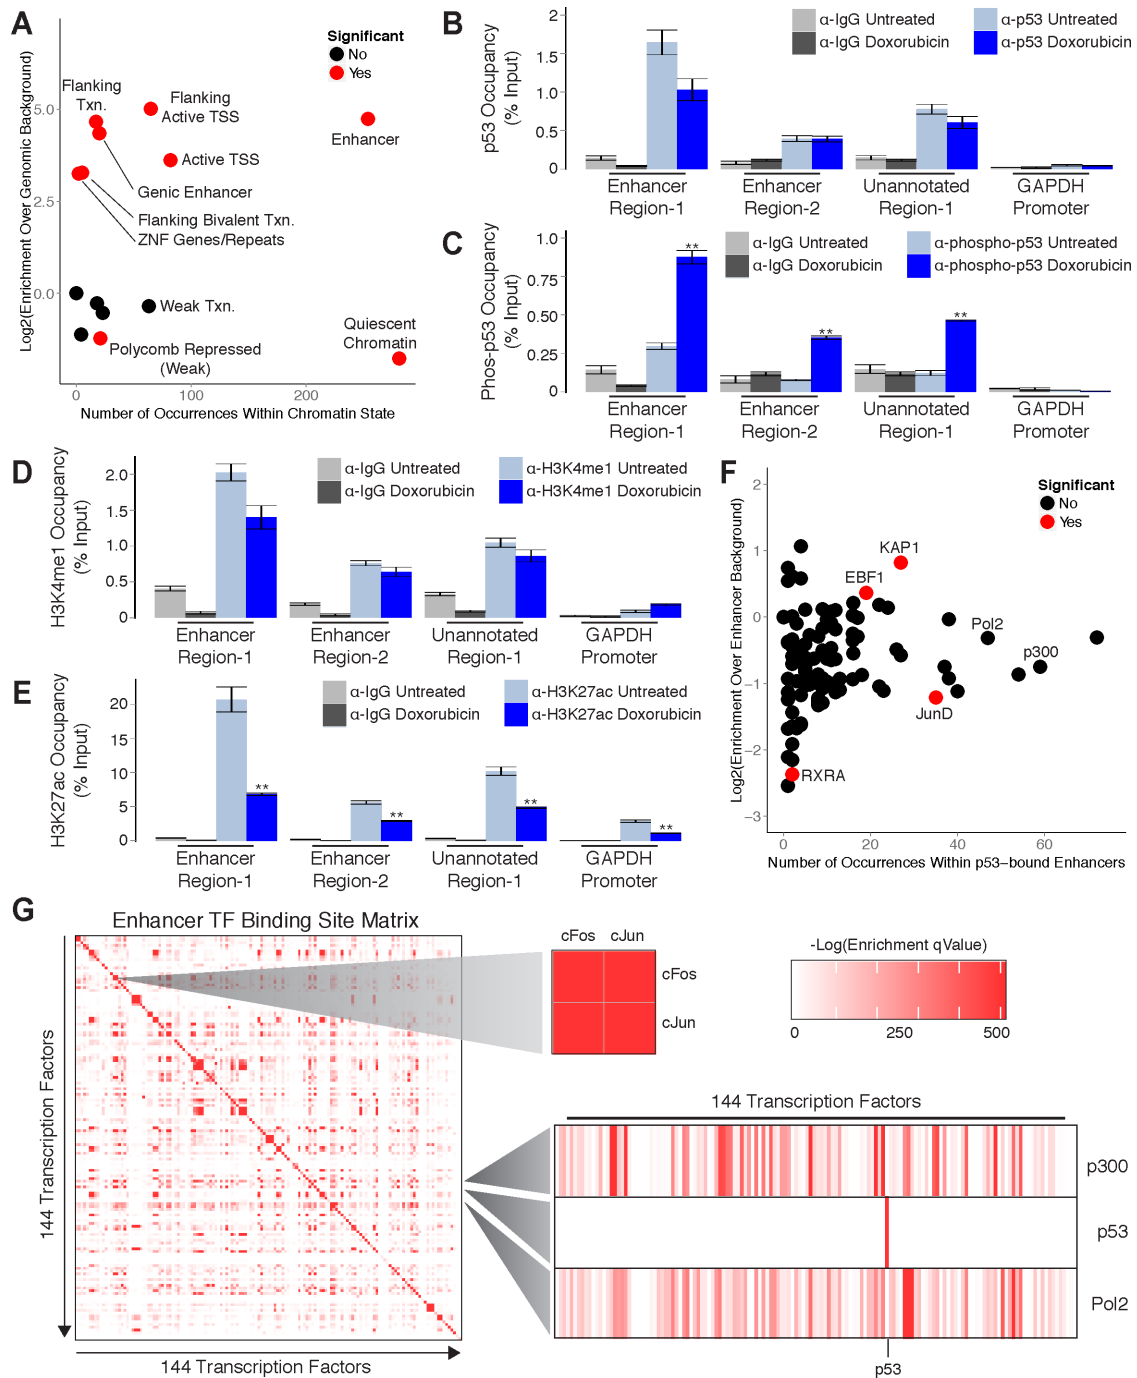 A
Significant
No
Yes
Log2(Enrichment Over Genomic Background)
5.0
2.5
0.0
Flanking
Txn.
Flanking
Active TSS
Enhancer
Active TSS
Genic Enhancer
Flanking Bivalent Txn.
ZNF Genes/Repeats
Weak Txn.
Quiescent
Chromatin
Polycomb Repressed
(Weak)
0
100
200
Number of Occurrences Within Chromatin State
B
α-IgG Untreated
α-IgG Doxorubicin
α-p53 Untreated
α-p53 Doxorubicin
p53 Occupancy
(% Input)
2
1.5
1.0
0.5
0
Enhancer
Region-1
Enhancer
Region-2
Unannotated
Region-1
GAPDH
Promoter
C
α-IgG Untreated
α-IgG Doxorubicin
α-phospho-p53 Untreated
α-phospho-p53 Doxorubicin
Phos-p53 Occupancy
(% Input)
1.0
0.75
0.50
0.25
0
**
**
**
Enhancer
Region-1
Enhancer
Region-2
Unannotated
Region-1
GAPDH
Promoter
D
α-IgG Untreated
α-IgG Doxorubicin
α-H3K4me1 Untreated
α-H3K4me1 Doxorubicin
H3K4me1 Occupancy
(% Input)
2.0
1.5
1.0
0.5
0
Enhancer
Region-1
Enhancer
Region-2
Unannotated
Region-1
GAPDH
Promoter
E
α-IgG Untreated
α-IgG Doxorubicin
α-H3K27ac Untreated
α-H3K27ac Doxorubicin
H3K27ac Occupancy
(% Input)
20
15
10
5
0
**
**
**
**
Enhancer
Region-1
Enhancer
Region-2
Unannotated
Region-1
GAPDH
Promoter
F
Significant
No
Yes
Log2(Enrichment Over Enhancer Background)
2
1
0
−1
−2
−3
KAP1
EBF1
Pol2
p300
JunD
RXRA
0
20
40
60
Number of Occurrences Within p53−bound Enhancers
G
Enhancer TF Binding Site Matrix
144 Transcription Factors
144 Transcription Factors
cFos cJun
cFos
cJun
-Log(Enrichment qValue)
0
250
500
144 Transcription Factors
p300
p53
Pol2
p53